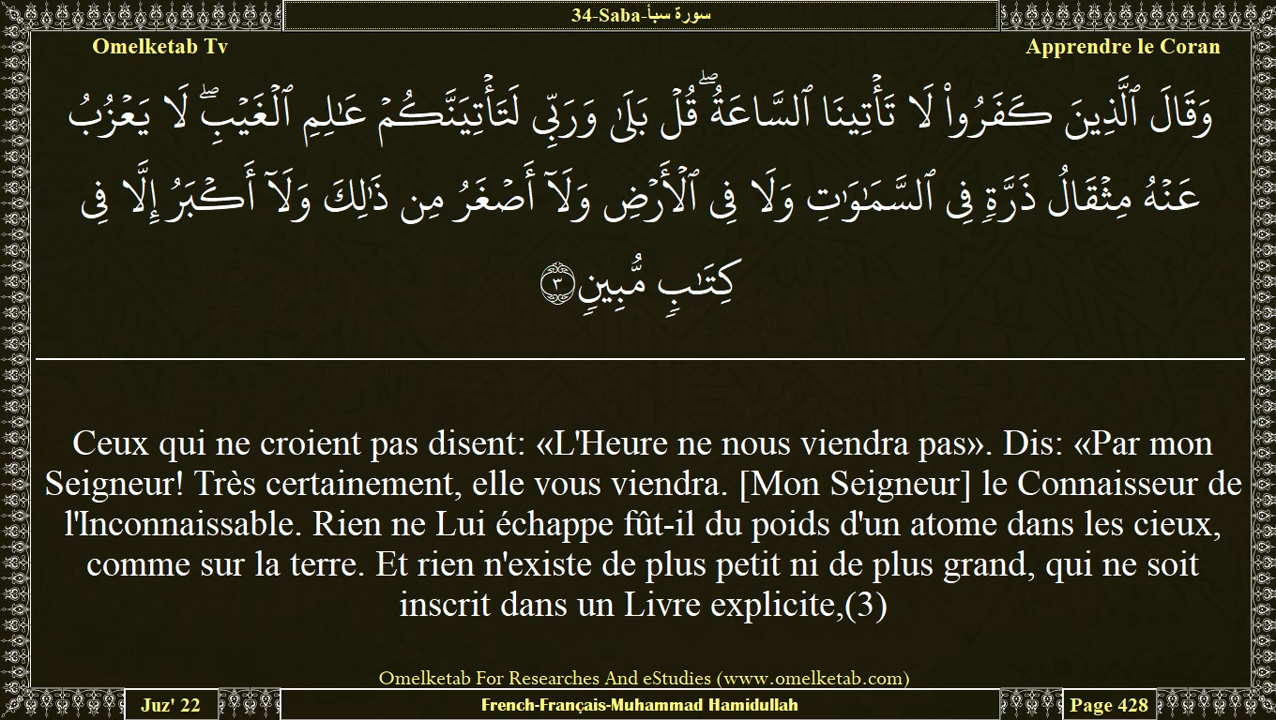 34-Saba-سورة سبأ
Omelketab Tv
Apprendre le Coran
وَقَالَ ٱلَّذِينَ كَفَرُوا۟ لَا تَأْتِينَا ٱلسَّاعَةُ ۖ قُلْ بَلَىٰ وَرَبِّى لَتَأْتِيَنَّكُمْ عَـٰلِمِ ٱلْغَيْبِ ۖ لَا يَعْزُبُ
عَنْهُ مِثْقَالُ ذَرَّةٍ فِى ٱلسَّمَـٰوَٰتِ وَلَا فِى ٱلْأَرْضِ وَلَآ أَصْغَرُ مِن ذَٰلِكَ وَلَآ أَكْبَرُ إِلَّا فِى
كِتَـٰبٍ مُّبِينٍ ٣
Ceux qui ne croient pas disent: «L'Heure ne nous viendra pas». Dis: «Par mon
Seigneur! Très certainement, elle vous viendra. [Mon Seigneur] le Connaisseur de
l'Inconnaissable. Rien ne Lui échappe fût-il du poids d'un atome dans les cieux,
comme sur la terre. Et rien n'existe de plus petit ni de plus grand, qui ne soit
inscrit dans un Livre explicite,(3)
Omelketab For Researches And eStudies (www.omelketab.com)
Juz' 22
French-Français-Muhammad Hamidullah
Page 428